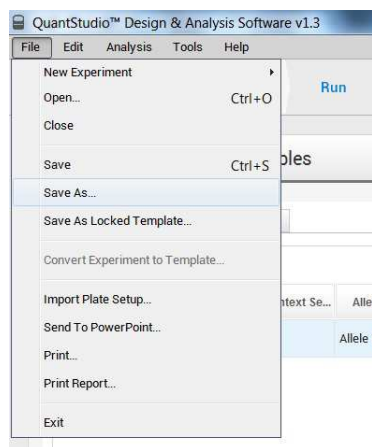 QuantStudio™ Design & Analysis Software v1.3
File Edit Analysis Tools Help
New Experiment
Run
Open... Ctrl+O
Close
Save Ctrl+S
ples
Save As...
Save As Locked Template...
Convert Experiment to Template...
Import Plate Setup...
ntext Se... Alle
Send To PowerPoint...
Allele
Print...
Print Report...
Exit